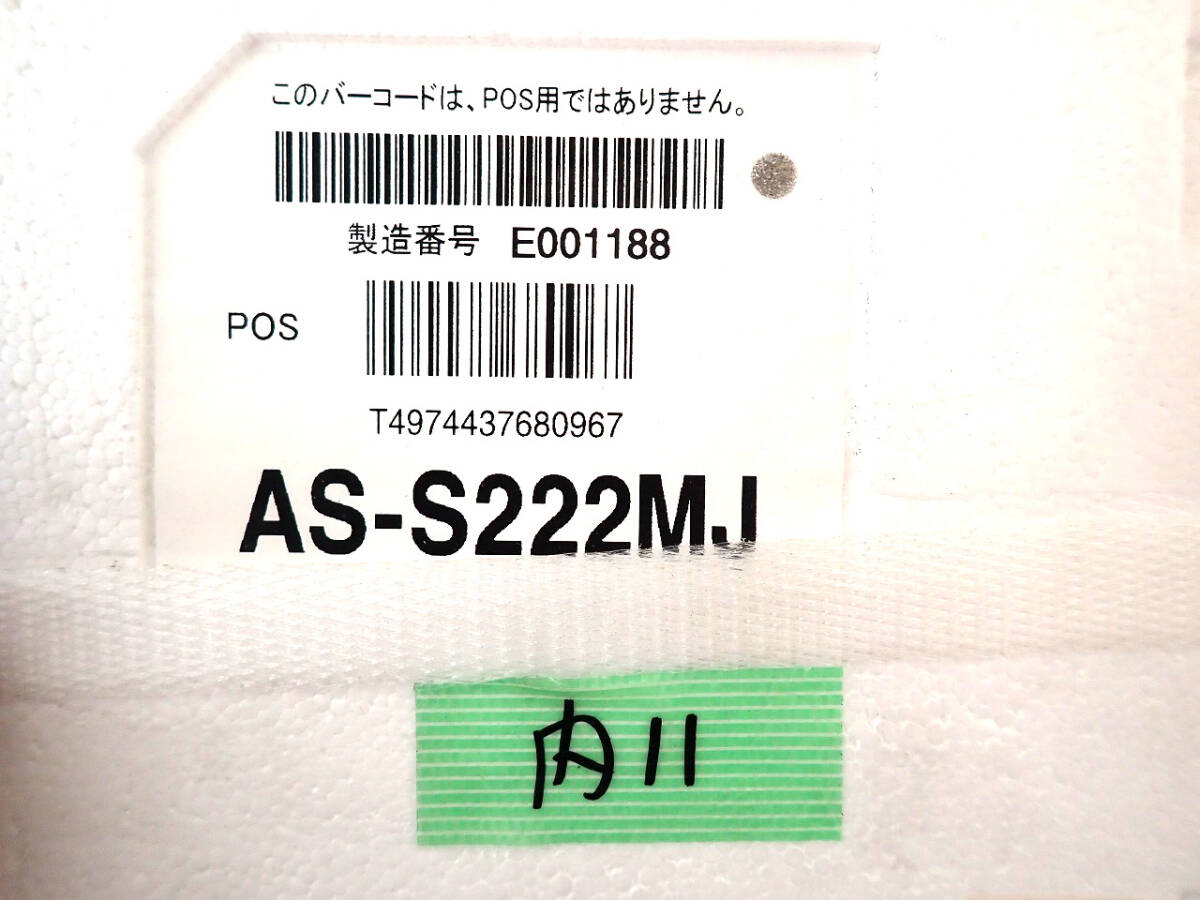 このバーコードは、POS用ではありません。
製造番号 E001188
POS
T4974437680967
AS-S222MJ
内11